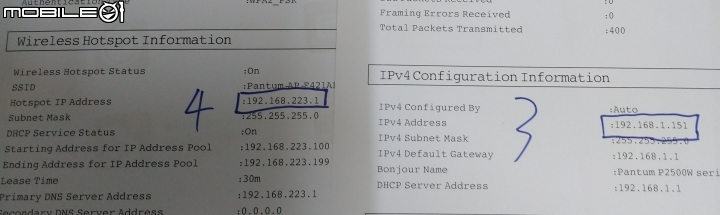 MOBILE01
Authentication :WPA2_PSK
Wireless Hotspot Information
Wireless Hotspot Status :On
SSID :Pantum-AP-F421A
Hotspot IP Address :192.168.223.1
Subnet Mask :255.255.255.0
DHCP Service Status :On
Starting Address for IP Address Pool :192.168.223.100
Ending Address for IP Address Pool :192.168.223.199
Lease Time :30m
Primary DNS Server Address :192.168.223.1
Secondary DNS Server Address :0.0.0.0
4
Framing Errors Received :0
Total Packets Transmitted :400
IPv4 Configuration Information
IPv4 Configured By :Auto
IPv4 Address :192.168.1.151
IPv4 Subnet Mask :255.255.255.0
IPv4 Default Gateway :192.168.1.1
Bonjour Name :Pantum P2500W seri
DHCP Server Address :192.168.1.1
3